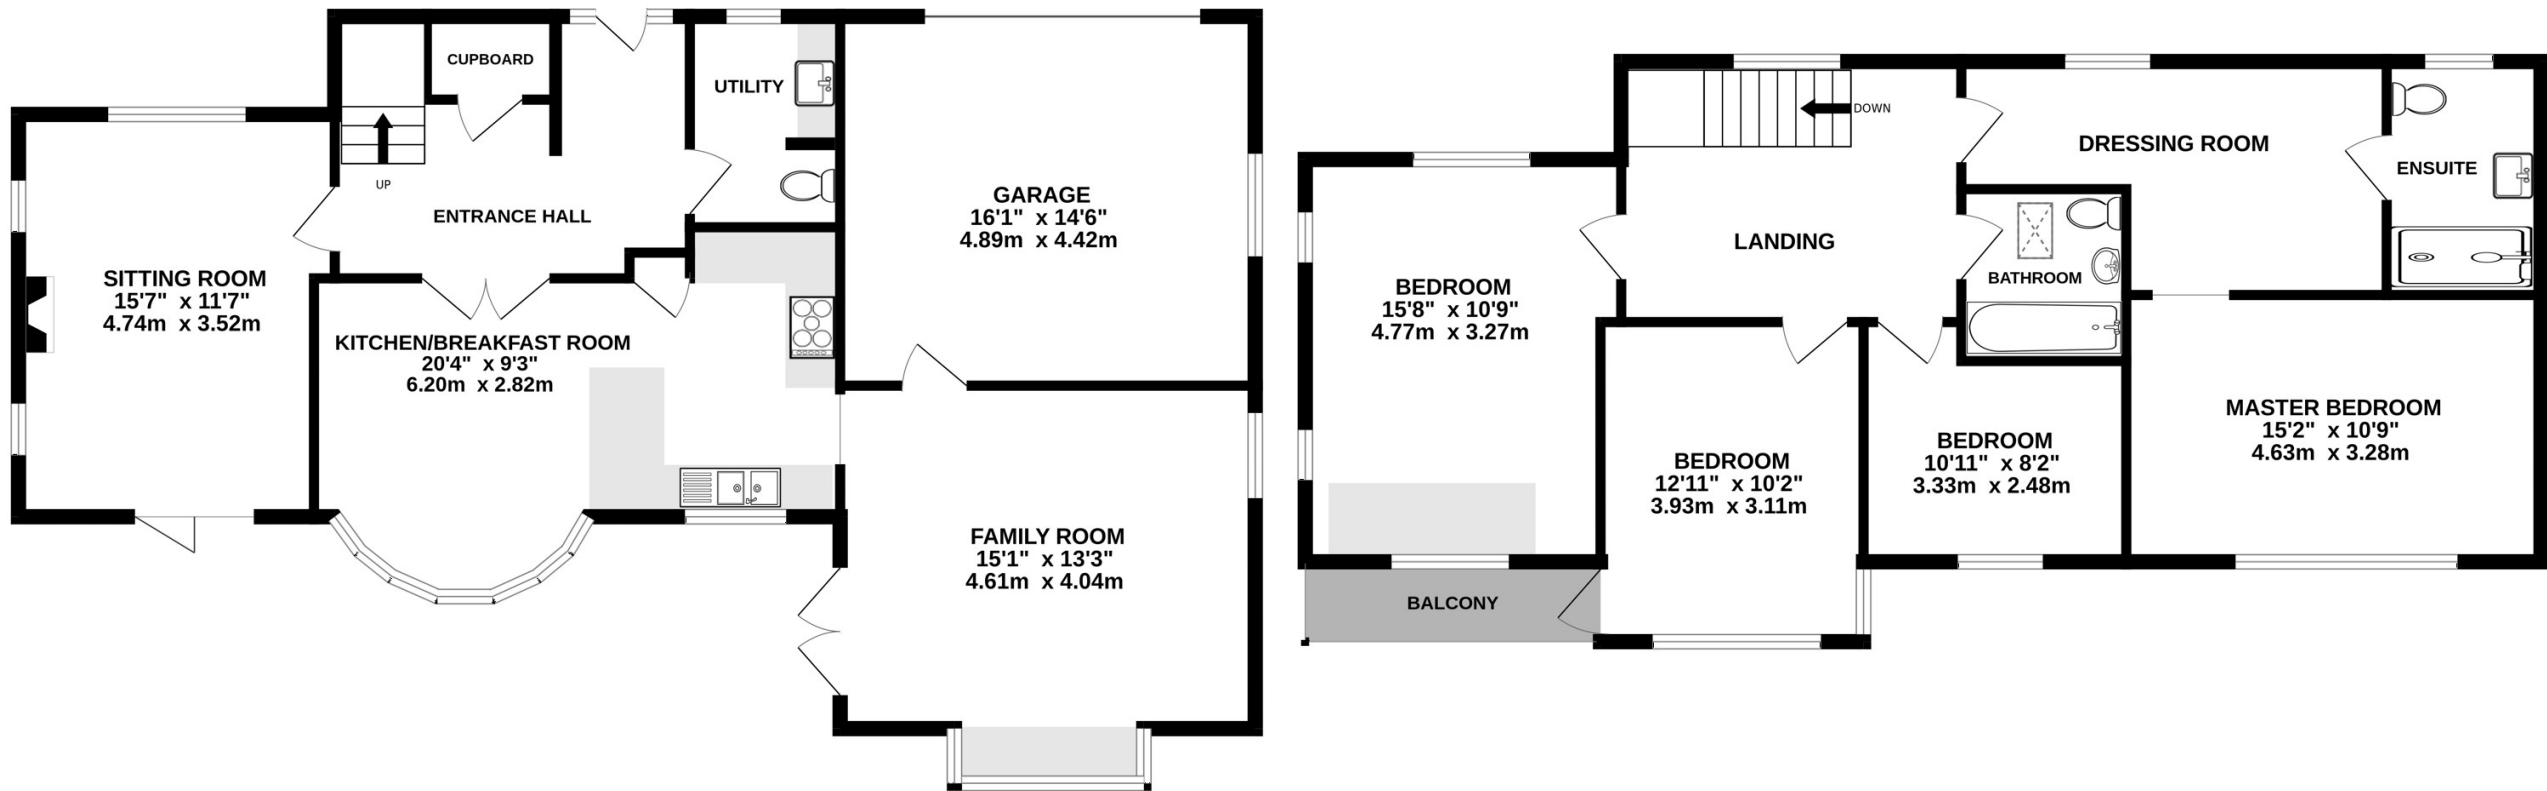 CUPBOARD
UTILITY
UP
ENTRANCE HALL
GARAGE
16'1" x 14'6"
4.89m x 4.42m
SITTING ROOM
15'7" x 11'7"
4.74m x 3.52m
KITCHEN/BREAKFAST ROOM
20'4" x 9'3"
6.20m x 2.82m
FAMILY ROOM
15'1" x 13'3"
4.61m x 4.04m
DOWN
DRESSING ROOM
ENSUITE
LANDING
BATHROOM
BEDROOM
15'8" x 10'9"
4.77m x 3.27m
MASTER BEDROOM
15'2" x 10'9"
4.63m x 3.28m
BEDROOM
10'11" x 8'2"
3.33m x 2.48m
BEDROOM
12'11" x 10'2"
3.93m x 3.11m
BALCONY